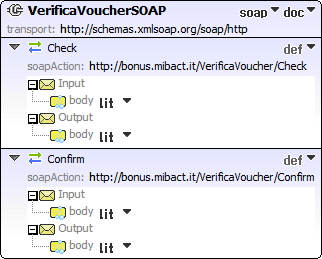 VerificaVoucherSOAP soap doc
transport: http://schemas.xmlsoap.org/soap/http
Check def
soapAction: http://bonus.mibact.it/VerificaVoucher/Check
Input
body lit
Output
body lit
Confirm def
soapAction: http://bonus.mibact.it/VerificaVoucher/Confirm
Input
body lit
Output
body lit